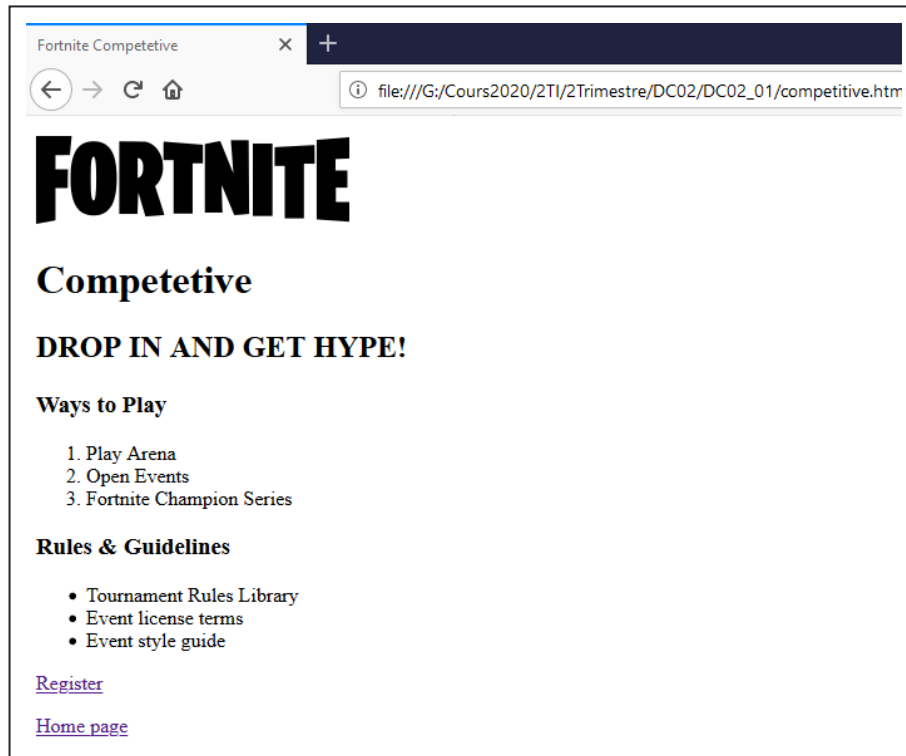 Fortnite Competetive
file:///G:/Cours2020/2TI/2Trimestre/DC02/DC02_01/competitive.htm
FORTNITE
Competetive
DROP IN AND GET HYPE!
Ways to Play
1. Play Arena
2. Open Events
3. Fortnite Champion Series
Rules & Guidelines
• Tournament Rules Library
• Event license terms
• Event style guide
Register
Home page